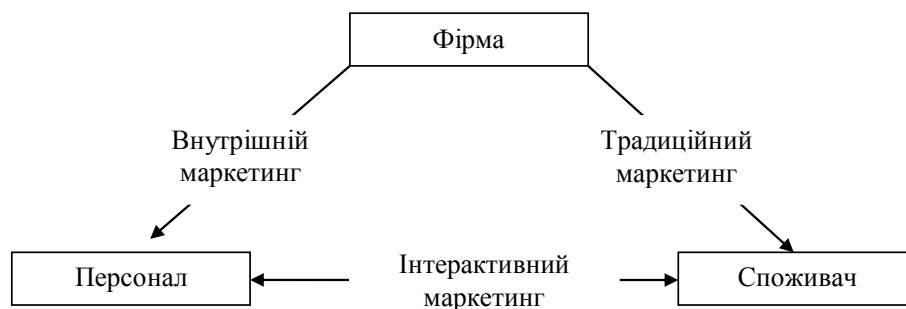 Фірма
Внутрішній
маркетинг
Традиційний
маркетинг
Персонал
Інтерактивний
маркетинг
Споживач